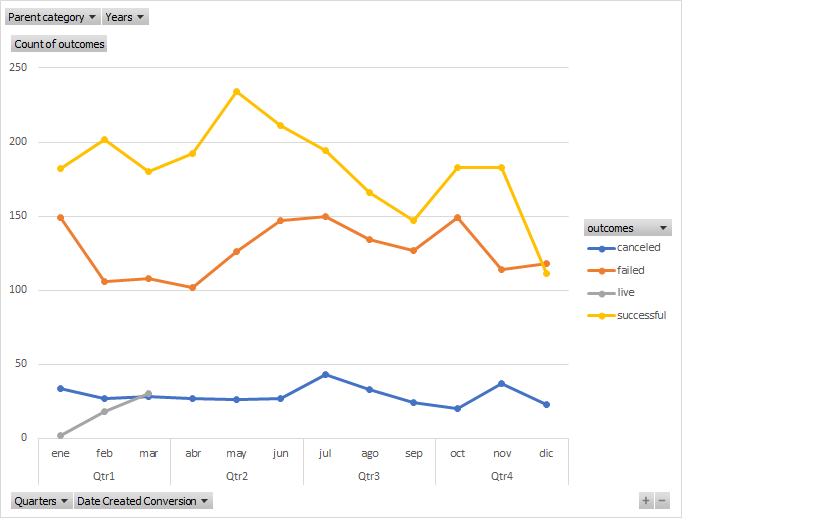 Parent category Years
Count of outcomes
250
200
150
100
50
0
outcomes
canceled
failed
live
successful
ene feb mar abr may jun jul ago sep oct nov dic
Qtr1 Qtr2 Qtr3 Qtr4
Quarters Date Created Conversion + −